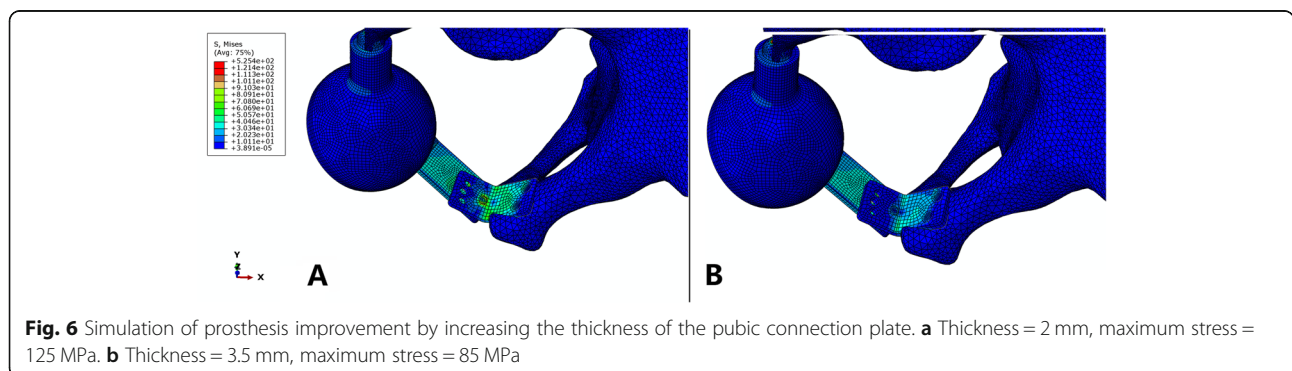 S, Mises
(Avg: 75%)
+5.254e+02
+1.214e+02
+1.113e+02
+1.011e+02
+9.103e+01
+8.091e+01
+7.080e+01
+6.069e+01
+5.057e+01
+4.046e+01
+3.034e+01
+2.023e+01
+1.011e+01
+3.891e-05
Y
Z
X
A
B
Fig. 6 Simulation of prosthesis improvement by increasing the thickness of the pubic connection plate. a Thickness = 2 mm, maximum stress =
125 MPa. b Thickness = 3.5 mm, maximum stress = 85 MPa